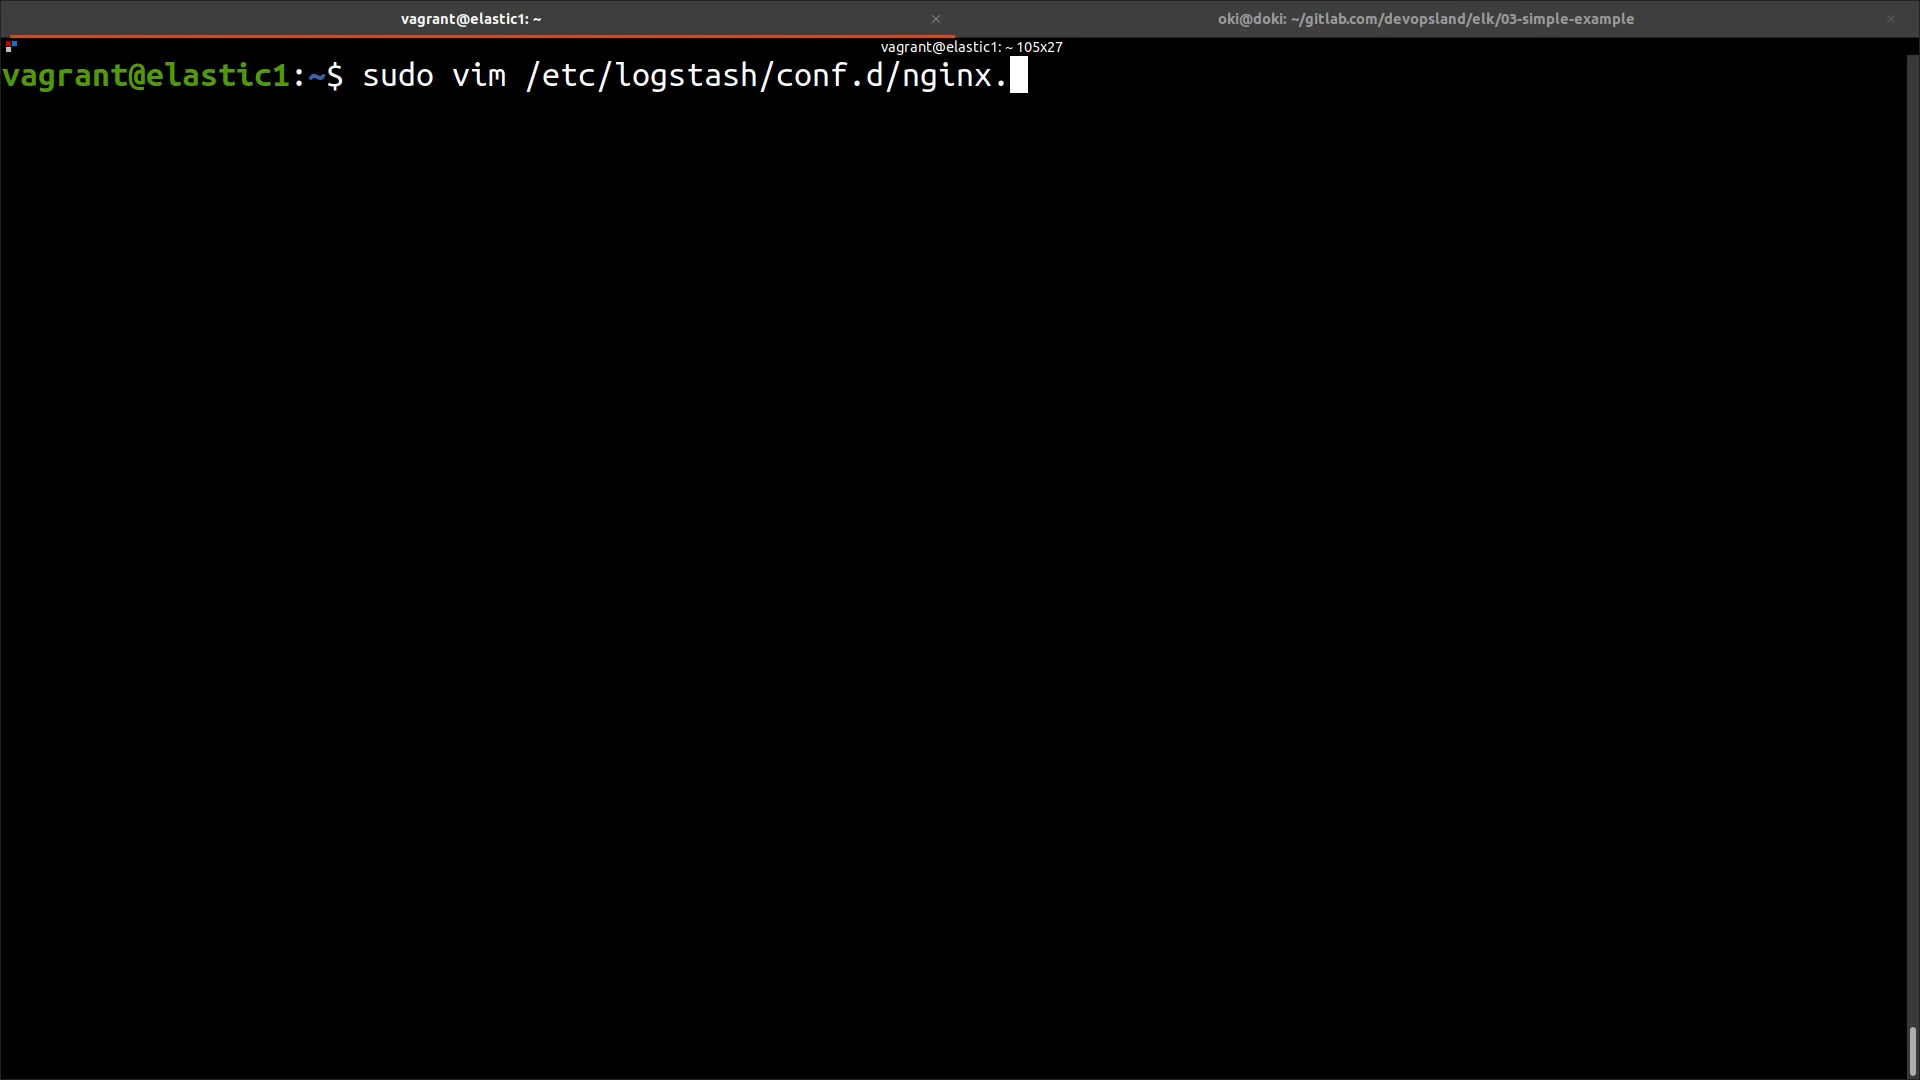 vagrant@elastic1: ~ × oki@doki: ~/gitlab.com/devopsland/elk/03-simple-example ×
vagrant@elastic1: ~ 105x27
vagrant@elastic1:~$ sudo vim /etc/logstash/conf.d/nginx.